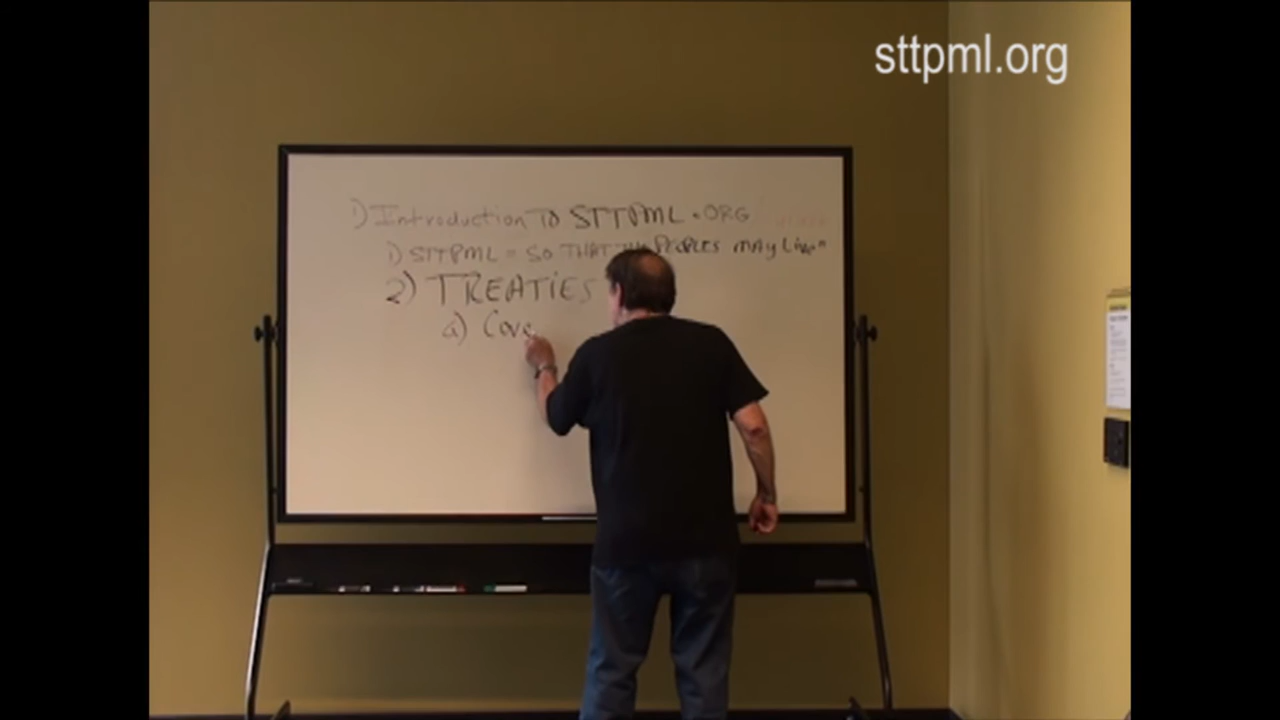 sttpml.org
1) Introduction TO STTPML.ORG
1) STTPML = SO THAT THE PEOPLES MAY Live"
2) TREATIES
a) Cove